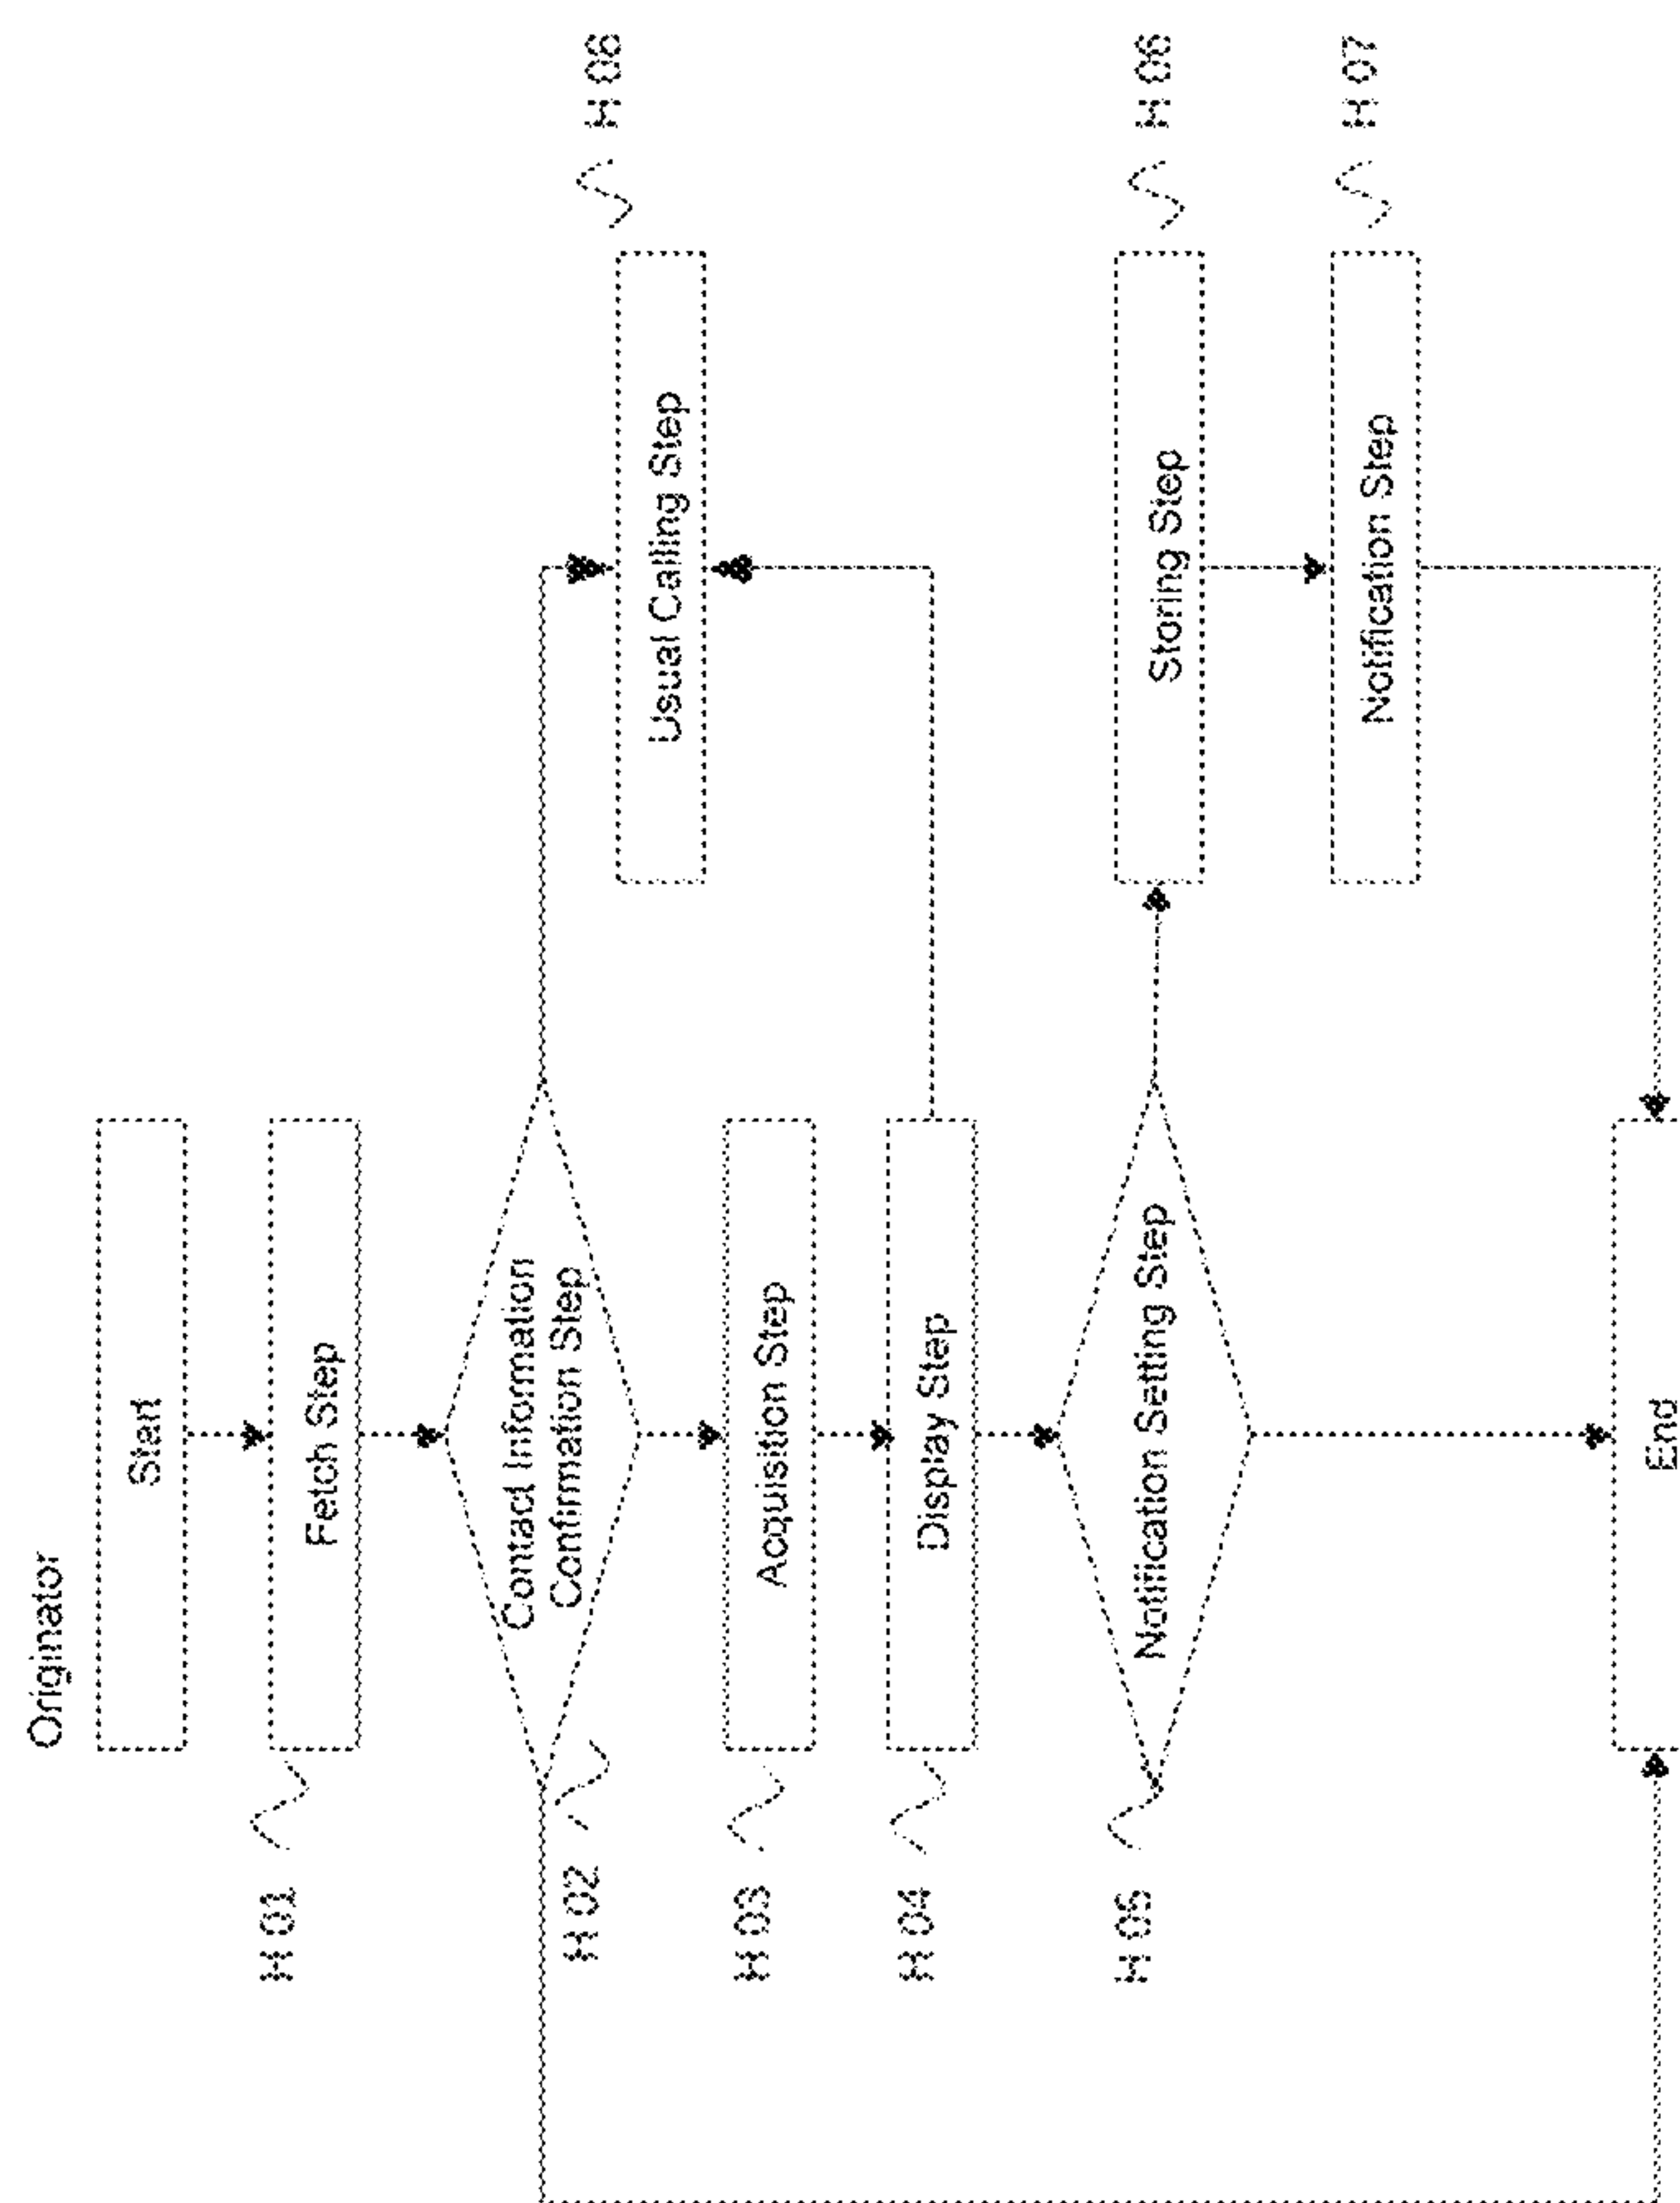 Originator
Start
H 01
Fetch Step
H 02
Contact Information
Confirmation Step
Usual Calling Step
H 08
H 03
Acquisition Step
H 04
Display Step
H 05
Notification Setting Step
Storing Step
H 06
Notification Step
H 07
End